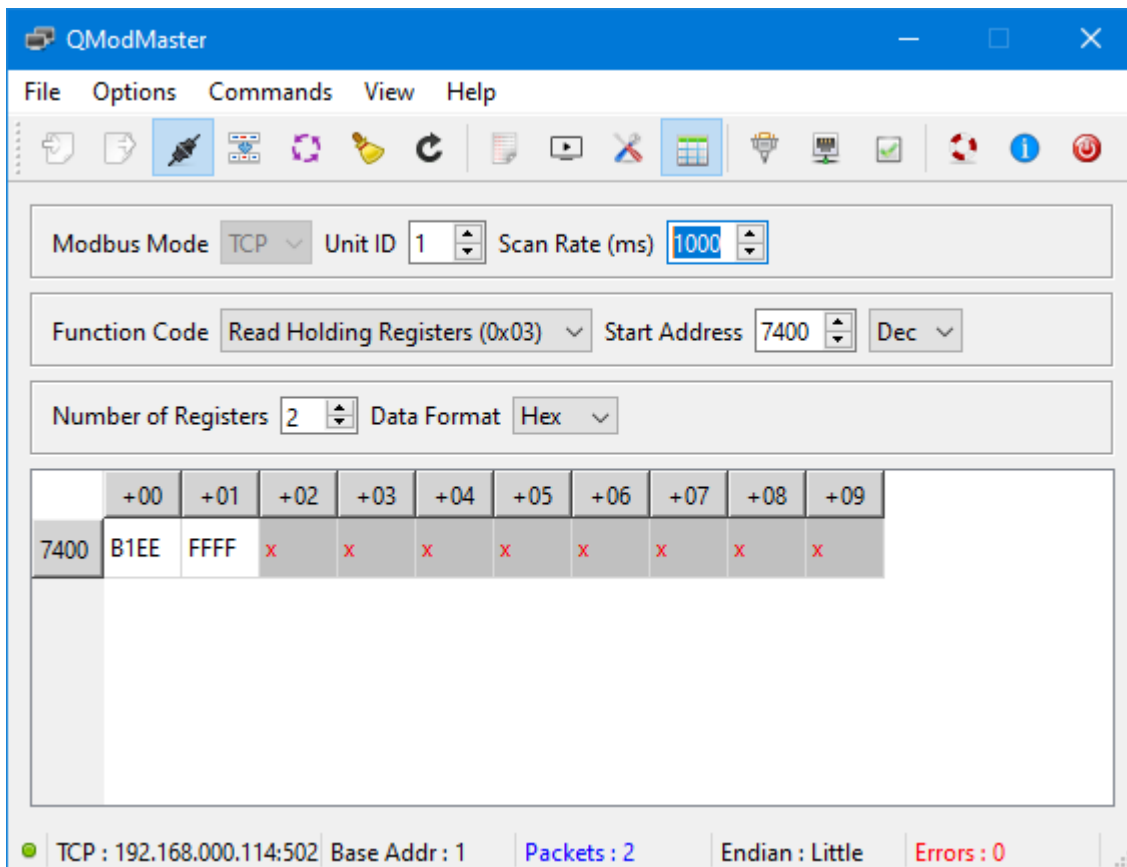 QModMaster
File Options Commands View Help
Modbus Mode TCP Unit ID 1 Scan Rate (ms) 1000
Function Code Read Holding Registers (0x03) Start Address 7400 Dec
Number of Registers 2 Data Format Hex
+00 +01 +02 +03 +04 +05 +06 +07 +08 +09
7400 B1EE FFFF x x x x x x x x
TCP : 192.168.000.114:502 Base Addr : 1 Packets : 2 Endian : Little Errors : 0